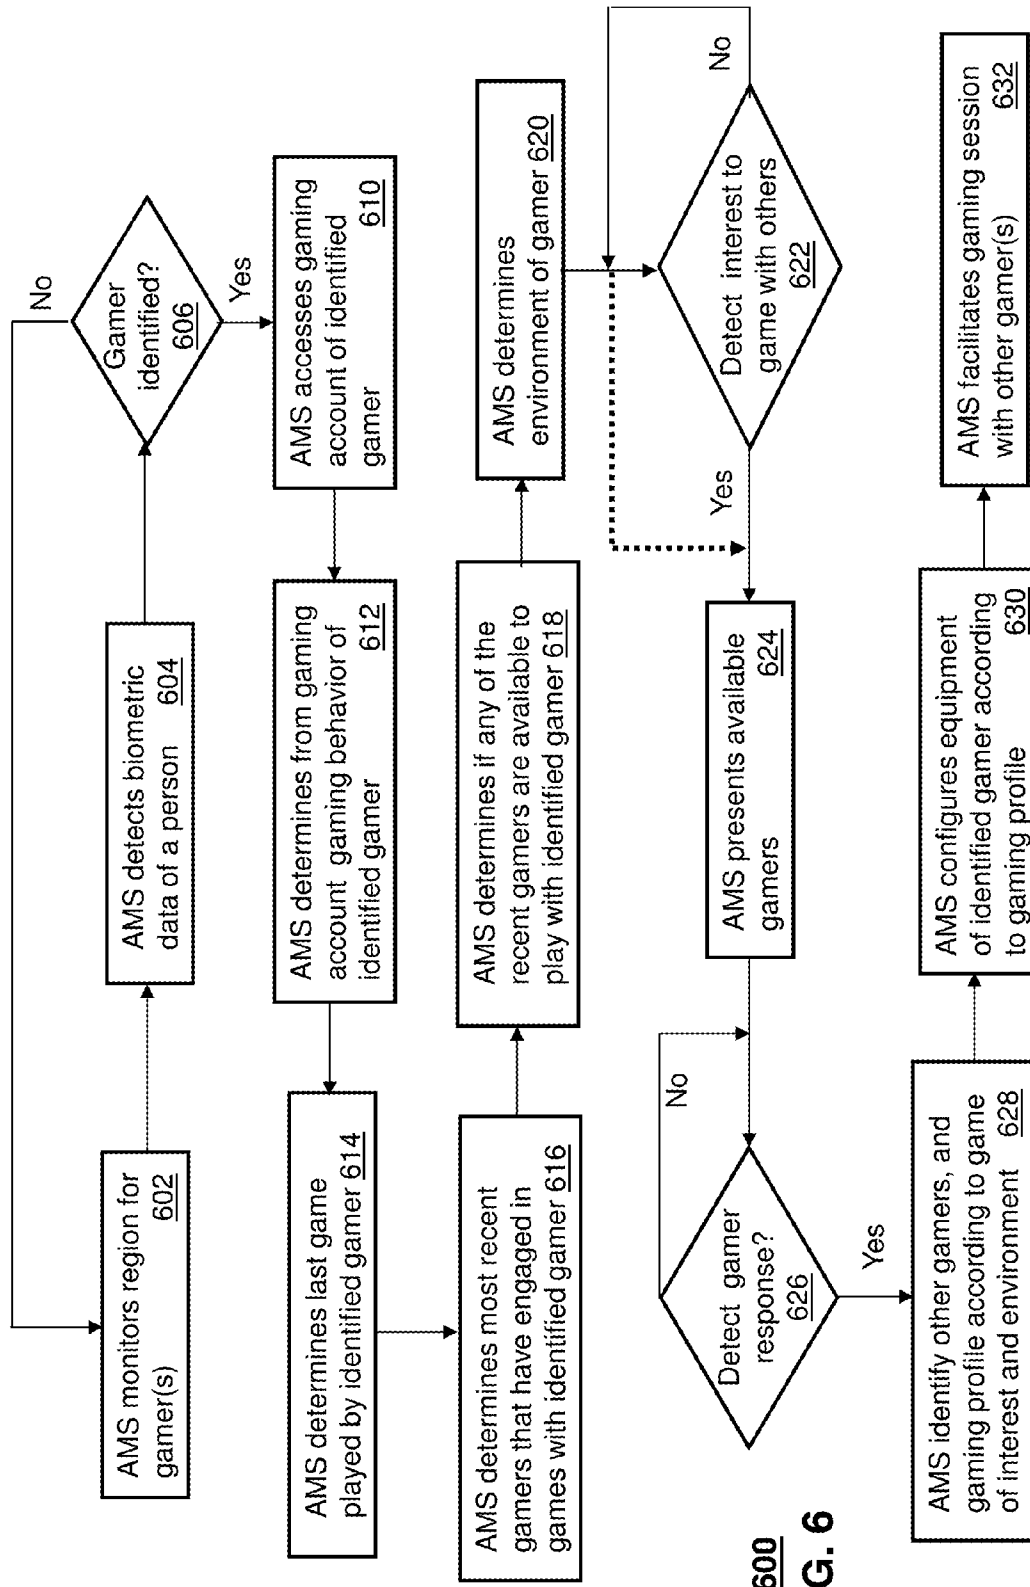 AMS monitors region for
gamer(s) 602
AMS detects biometric
data of a person 604
Gamer
identified?
606
No
Yes
AMS accesses gaming
account of identified
gamer 610
AMS determines from gaming
account gaming behavior of
identified gamer 612
AMS determines last game
played by identified gamer 614
AMS determines most recent
gamers that have engaged in
games with identified gamer 616
AMS determines if any of the
recent gamers are available to
play with identified gamer 618
AMS determines
environment of gamer 620
Detect interest to
game with others
622
No
Yes
AMS presents available
gamers 624
Detect gamer
response?
626
No
Yes
AMS identify other gamers, and
gaming profile according to game
of interest and environment 628
AMS configures equipment
of identified gamer according
to gaming profile 630
AMS facilitates gaming session
with other gamer(s) 632
600
G. 6